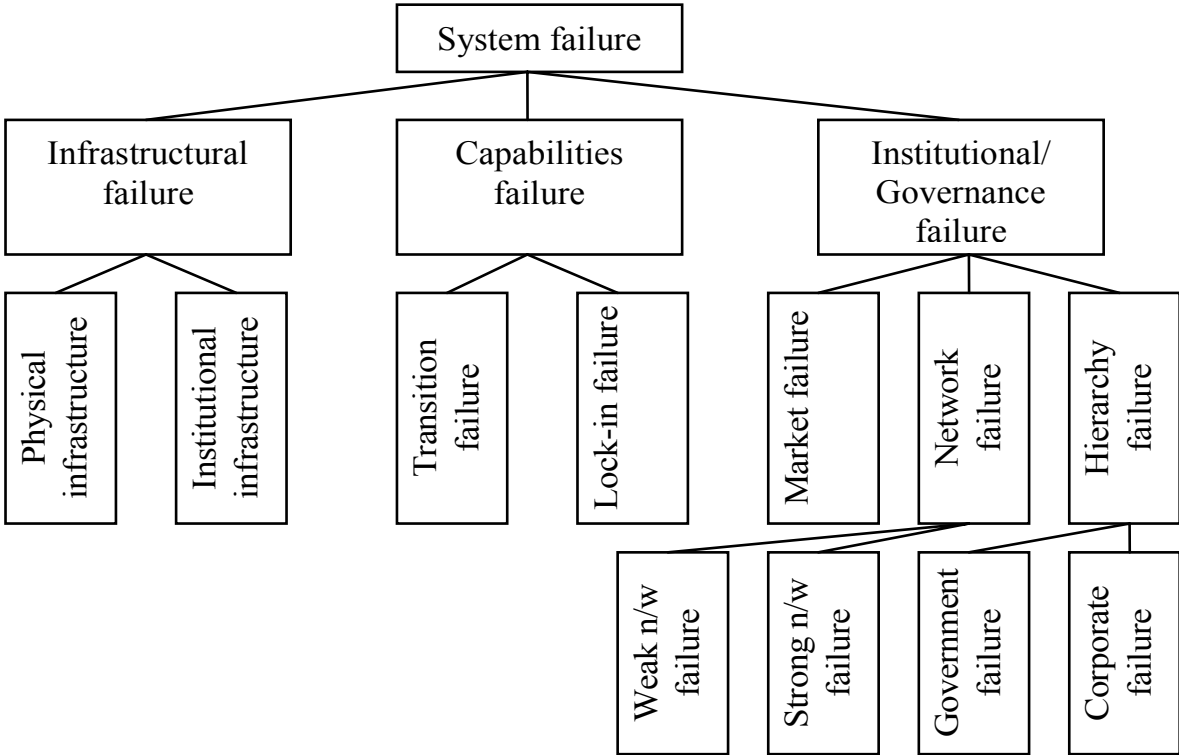 System failure
Infrastructural
failure
Capabilities
failure
Institutional/
Governance
failure
Physical
infrastructure
Institutional
infrastructure
Transition
failure
Lock-in failure
Market failure
Network
failure
Hierarchy
failure
Weak n/w
failure
Strong n/w
failure
Government
failure
Corporate
failure